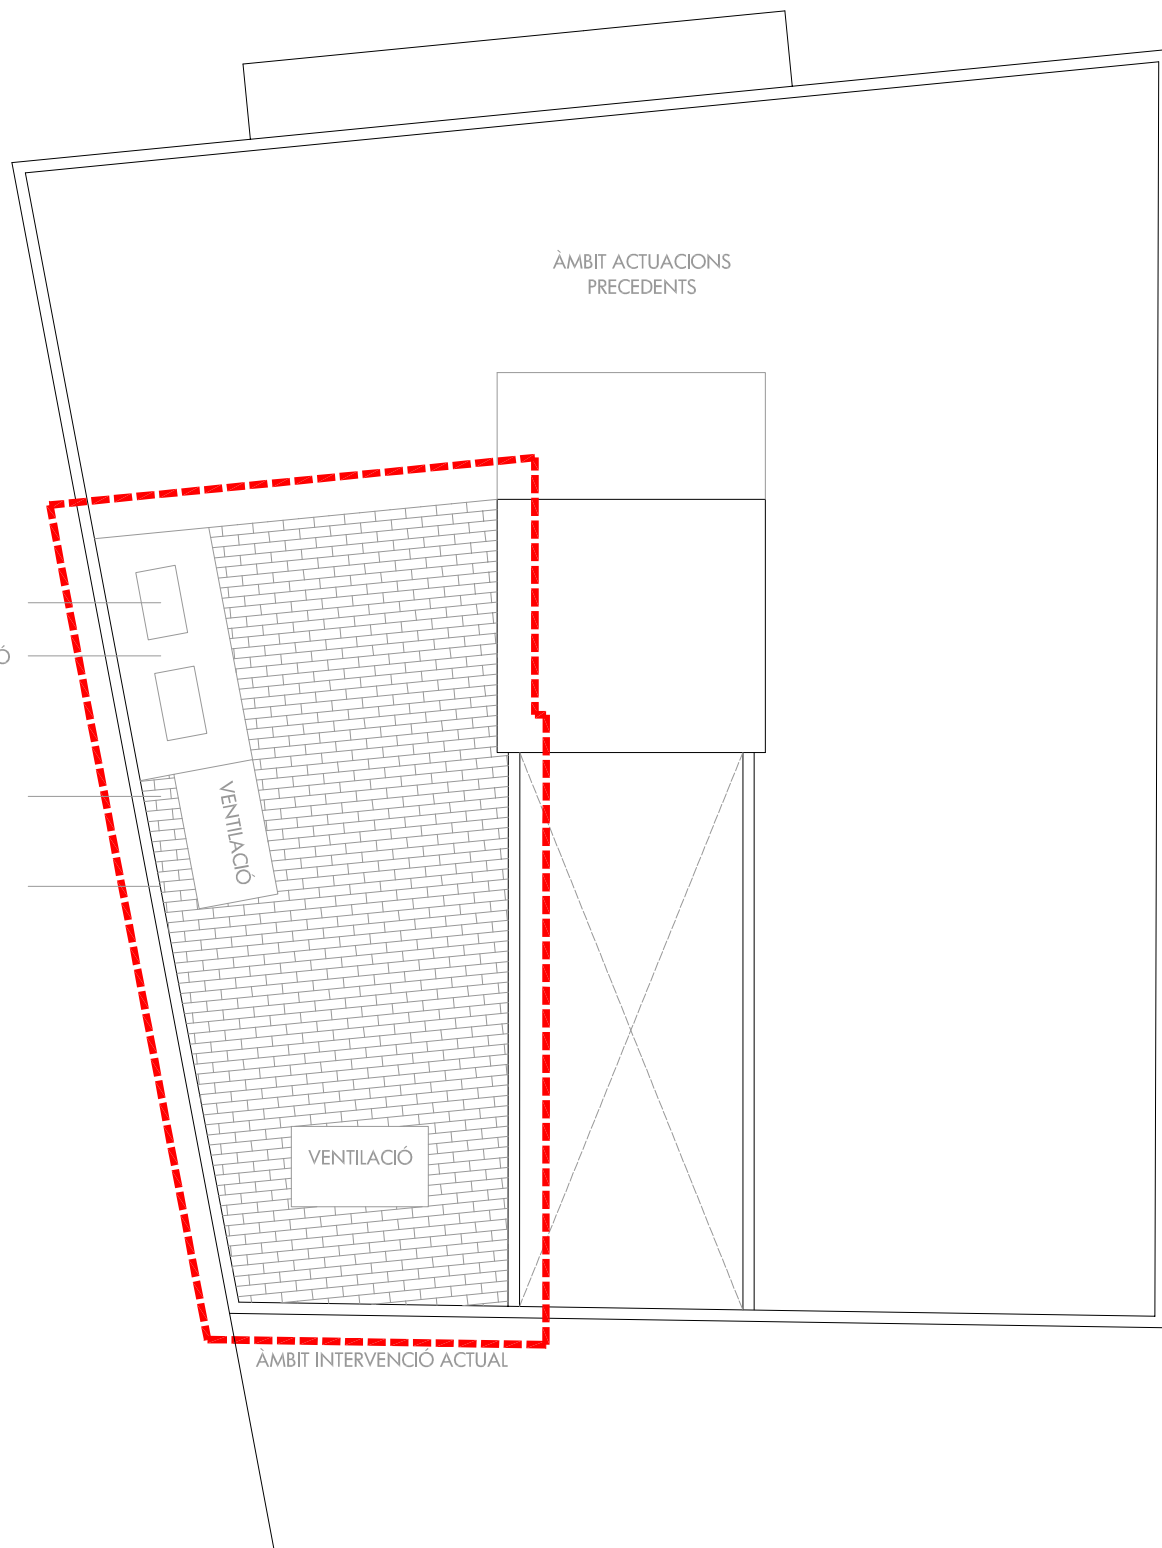 ÀMBIT ACTUACIONS
PRECEDENTS
VENTILACIÓ
VENTILACIÓ
ÀMBIT INTERVENCIÓ ACTUAL